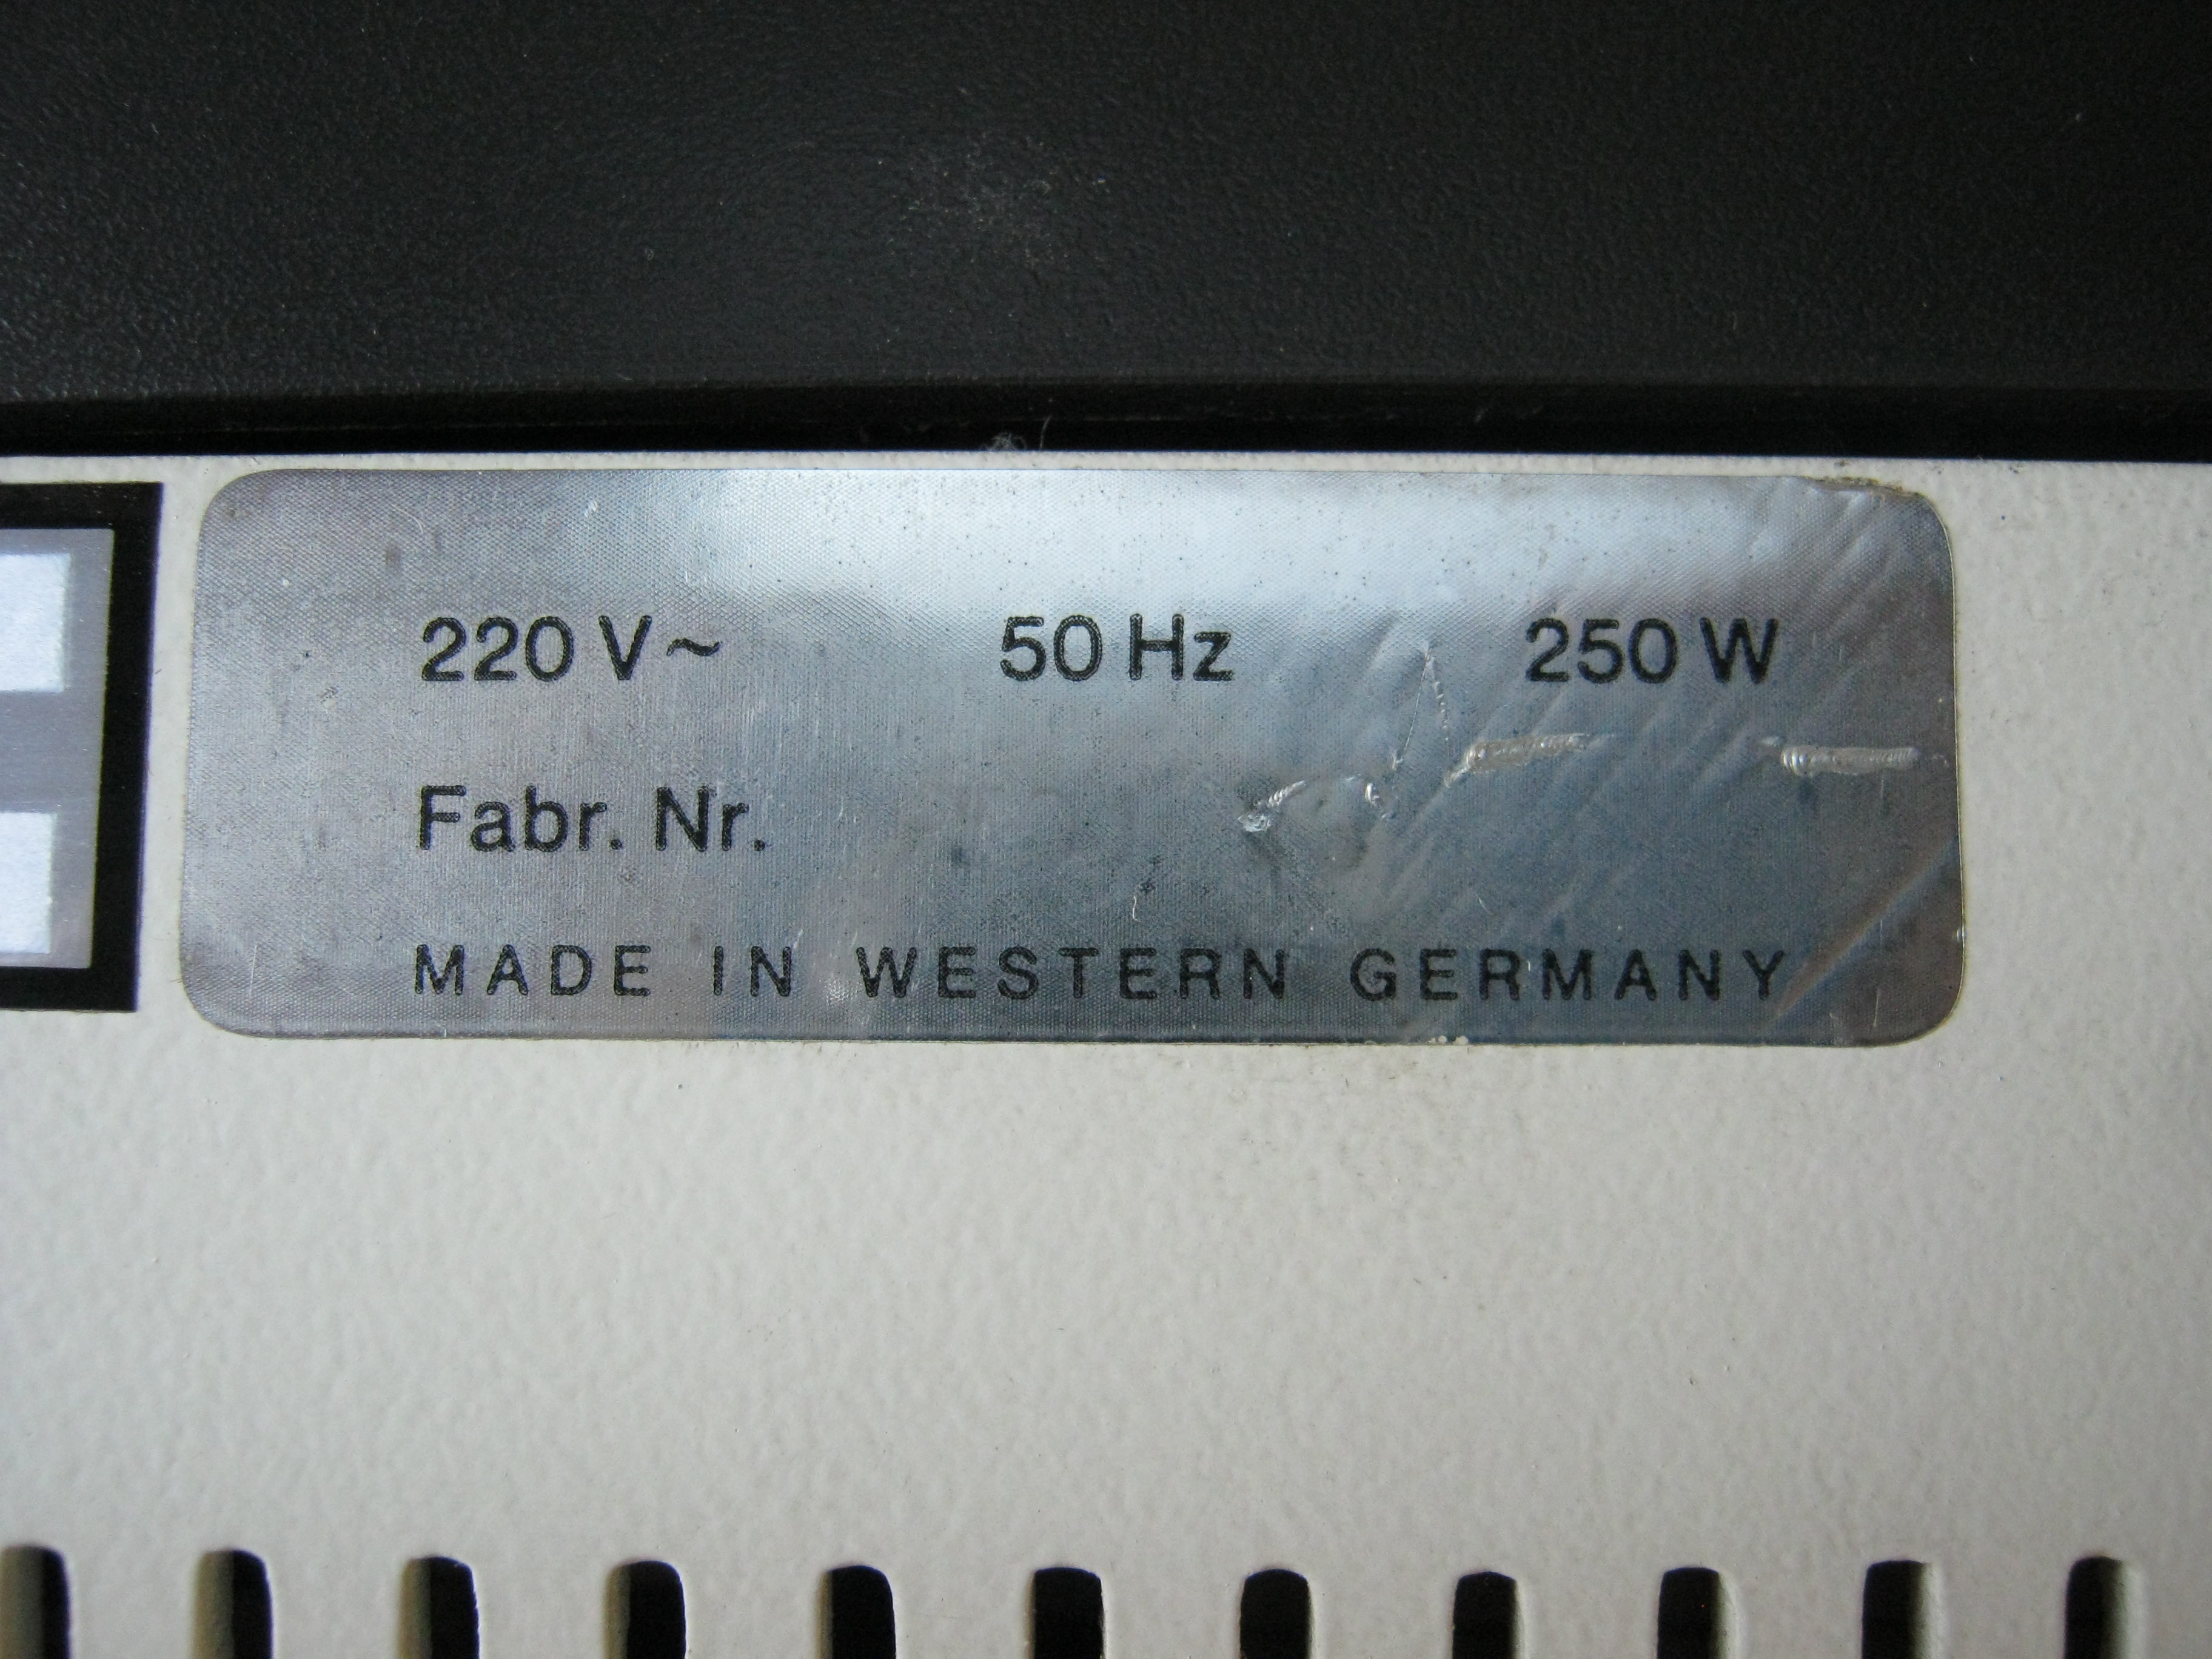 220 V~ 50 Hz 250 W
Fabr. Nr.
MADE IN WESTERN GERMANY